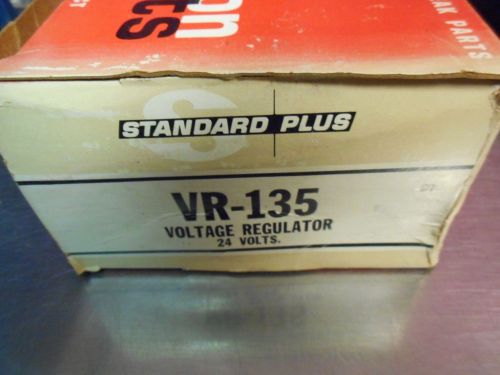 STANDARD PLUS
VR-135
VOLTAGE REGULATOR
24 VOLTS.